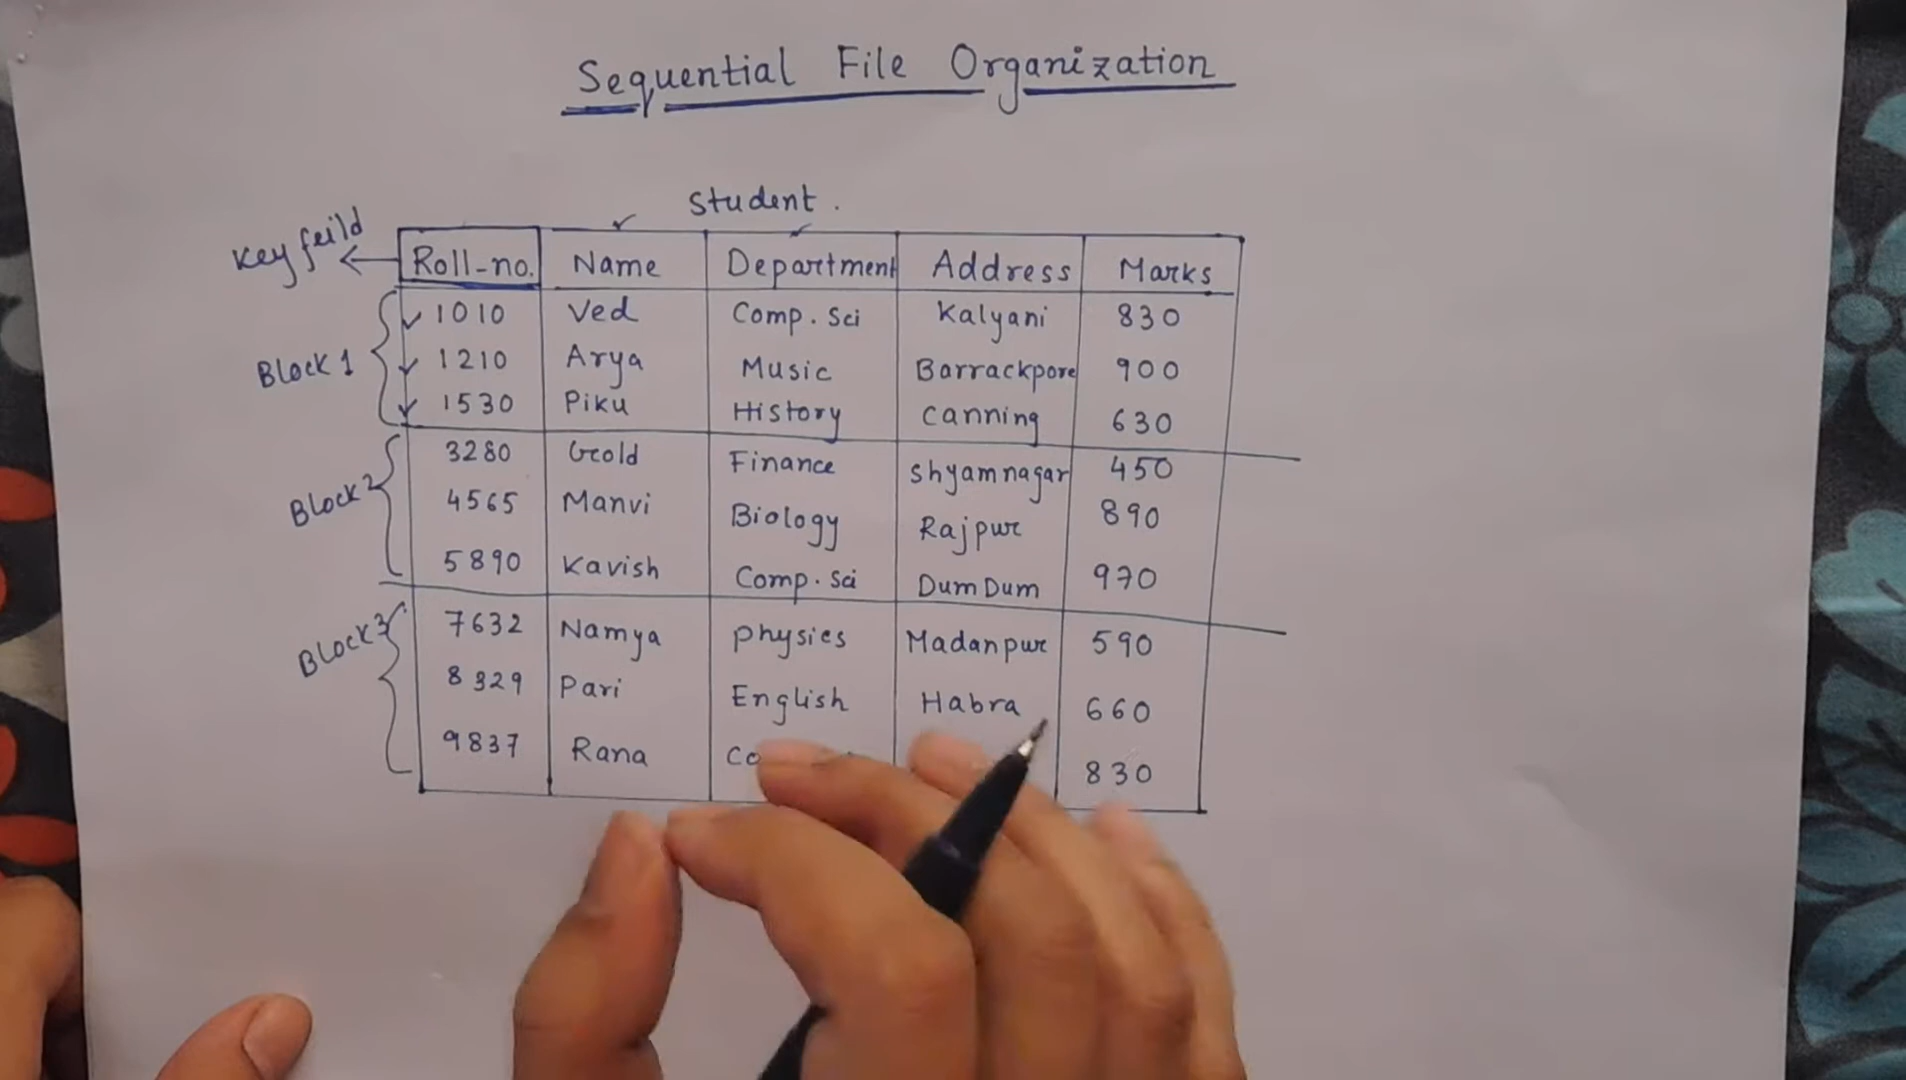 Sequential File Organization
Student.
Key feild
Roll-no. Name Department Address Marks
Block 1
1010 Ved Comp. Sci Kalyani 830
1210 Arya Music Barrackpore 900
1530 Piku History Canning 630
Block 2
3280 Gold Finance Shyamnagar 450
4565 Manvi Biology Rajpur 890
5890 Kavish Comp. Sci DumDum 970
Block 3
7632 Namya Physics Madanpur 590
8329 Pari English Habra 660
9837 Rana 830